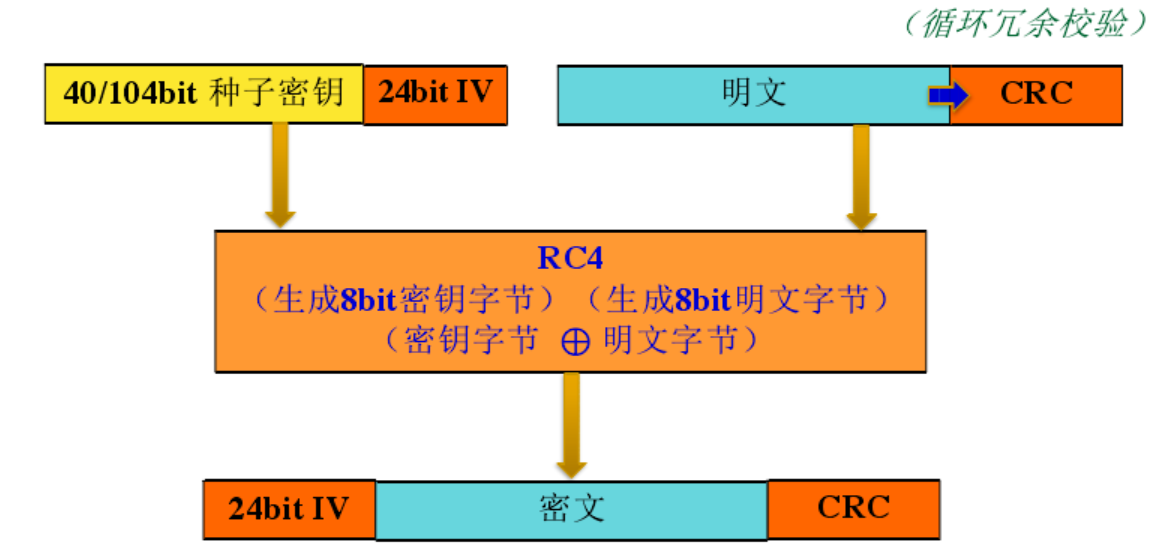 （循环冗余校验）
40/104bit 种子密钥 24bit IV 明文 CRC
RC4
（生成8bit密钥字节）（生成8bit明文字节）
（密钥字节 ⊕ 明文字节）
24bit IV 密文 CRC